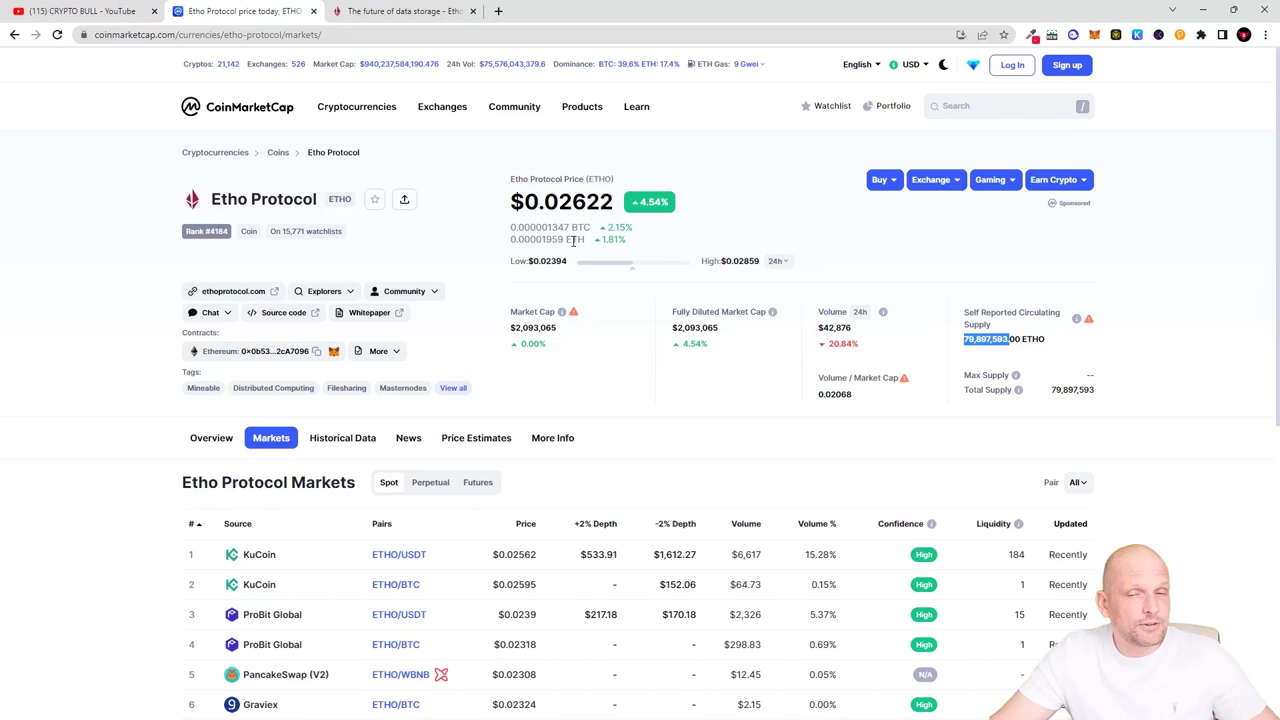 (115) CRYPTO BULL - YouTube
Etho Protocol price today, ETHO
The future of data storage - Etho
coinmarketcap.com/currencies/etho-protocol/markets/
Cryptos: 21,142 Exchanges: 526 Market Cap: $940,237,584,190.476 24h Vol: $75,576,043,379.6 Dominance: BTC: 39.6% ETH: 17.4% ETH Gas: 9 Gwei
English USD Log In Sign up
CoinMarketCap Cryptocurrencies Exchanges Community Products Learn Watchlist Portfolio Search /
Cryptocurrencies > Coins > Etho Protocol
Etho Protocol ETHO
Rank #4184 Coin On 15,771 watchlists
Etho Protocol Price (ETHO)
$0.02622 4.54%
0.000001347 BTC 2.15%
0.00001959 ETH 1.81%
Low:$0.02394 High:$0.02859 24h
Buy Exchange Gaming Earn Crypto
Sponsored
ethoprotocol.com Explorers Community
Chat Source code Whitepaper
Contracts:
Ethereum: 0x0b53...2cA7096 More
Tags:
Mineable Distributed Computing Filesharing Masternodes View all
Market Cap
$2,093,065
0.00%
Fully Diluted Market Cap
$2,093,065
4.54%
Volume 24h
$42,876
20.84%
Volume / Market Cap
0.02068
Self Reported Circulating
Supply
79,897,593.00 ETHO
Max Supply --
Total Supply 79,897,593
Overview Markets Historical Data News Price Estimates More Info
Etho Protocol Markets Spot Perpetual Futures Pair All
# Source Pairs Price +2% Depth -2% Depth Volume Volume % Confidence Liquidity Updated
1 KuCoin ETHO/USDT $0.02562 $533.91 $1,612.27 $6,617 15.28% High 184 Recently
2 KuCoin ETHO/BTC $0.02595 - $152.06 $64.73 0.15% High 1 Recently
3 ProBit Global ETHO/USDT $0.0239 $217.18 $170.18 $2,326 5.37% High 15 Recently
4 ProBit Global ETHO/BTC $0.02318 - - $298.83 0.69% High 1 Recently
5 PancakeSwap (V2) ETHO/WBNB $0.02308 - - $12.45 0.05% N/A -
6 Graviex ETHO/BTC $0.02324 - - $2.15 0.00% High